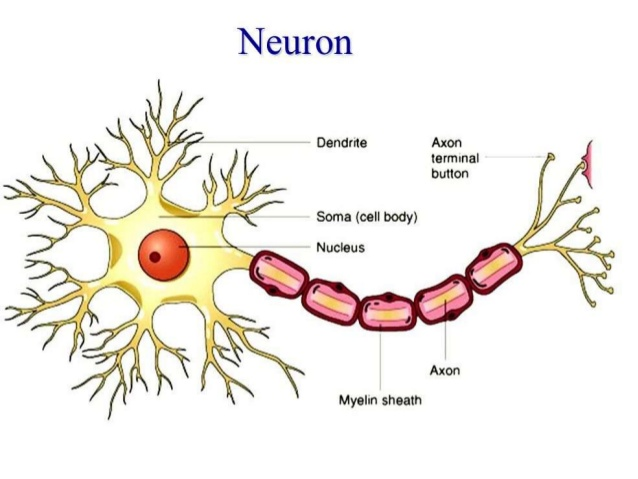 Neuron
Dendrite
Axon
terminal
button
Soma (cell body)
Nucleus
Axon
Myelin sheath